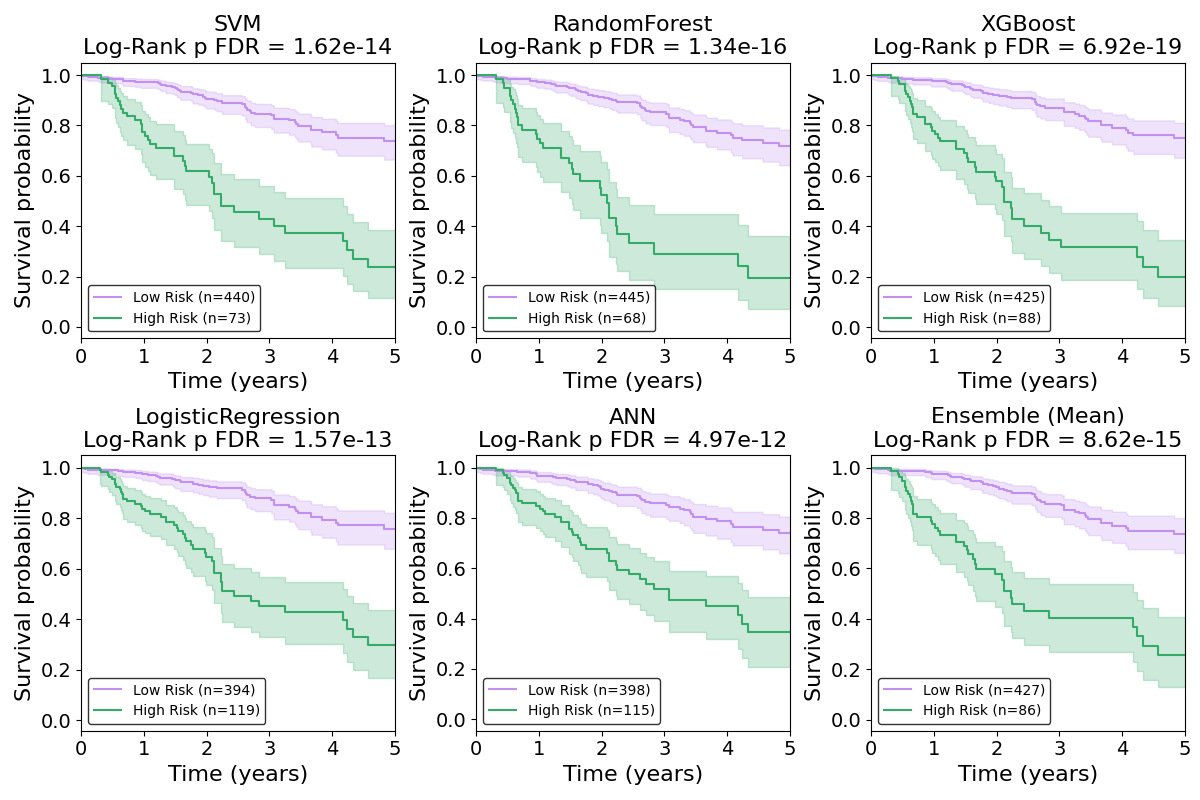 SVM
Log-Rank p FDR = 1.62e-14
Survival probability
1.0
0.8
0.6
0.4
0.2
0.0
Low Risk (n=440)
High Risk (n=73)
0 1 2 3 4 5
Time (years)
RandomForest
Log-Rank p FDR = 1.34e-16
Survival probability
1.0
0.8
0.6
0.4
0.2
0.0
Low Risk (n=445)
High Risk (n=68)
0 1 2 3 4 5
Time (years)
XGBoost
Log-Rank p FDR = 6.92e-19
Survival probability
1.0
0.8
0.6
0.4
0.2
0.0
Low Risk (n=425)
High Risk (n=88)
0 1 2 3 4 5
Time (years)
LogisticRegression
Log-Rank p FDR = 1.57e-13
Survival probability
1.0
0.8
0.6
0.4
0.2
0.0
Low Risk (n=394)
High Risk (n=119)
0 1 2 3 4 5
Time (years)
ANN
Log-Rank p FDR = 4.97e-12
Survival probability
1.0
0.8
0.6
0.4
0.2
0.0
Low Risk (n=398)
High Risk (n=115)
0 1 2 3 4 5
Time (years)
Ensemble (Mean)
Log-Rank p FDR = 8.62e-15
Survival probability
1.0
0.8
0.6
0.4
0.2
0.0
Low Risk (n=427)
High Risk (n=86)
0 1 2 3 4 5
Time (years)